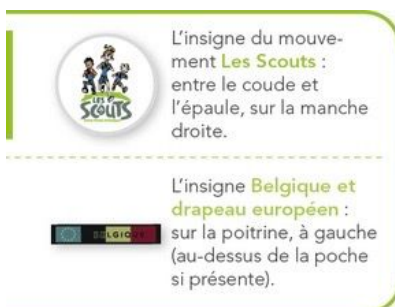 L'insigne du mouve-
ment Les Scouts :
entre le coude et
l'épaule, sur la manche
droite.
LES
SCOUTS
L'insigne Belgique et
drapeau européen :
sur la poitrine, à gauche
(au-dessus de la poche
si présente).
BELGIQUE